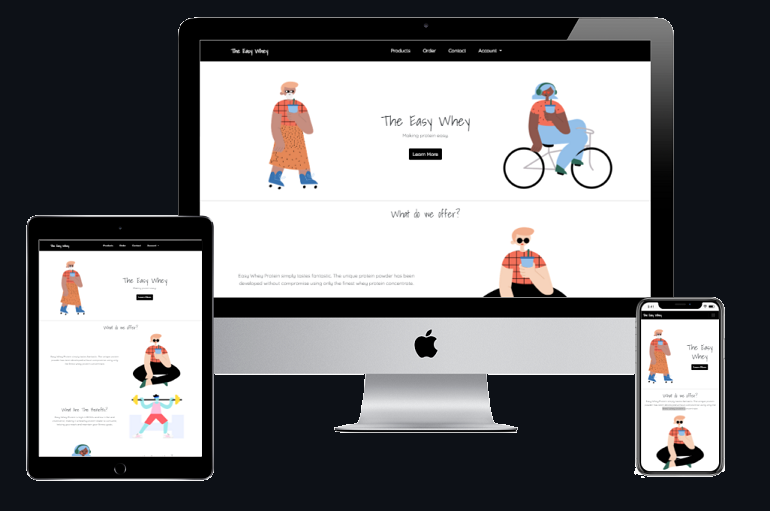 The Easy Whey
Products Order Contact Account
The Easy Whey
Making protein easy
Learn More
What do we offer?
Easy Whey Protein simply tastes fantastic. The unique protein powder has been
developed without compromise using only the finest whey protein concentrate.
The Easy Whey
Products Order Contact Account
The Easy Whey
Making protein easy
Learn More
What do we offer?
What Are The Benefits?
The Easy Whey
The Easy
Whey
Learn More
What do we offer?